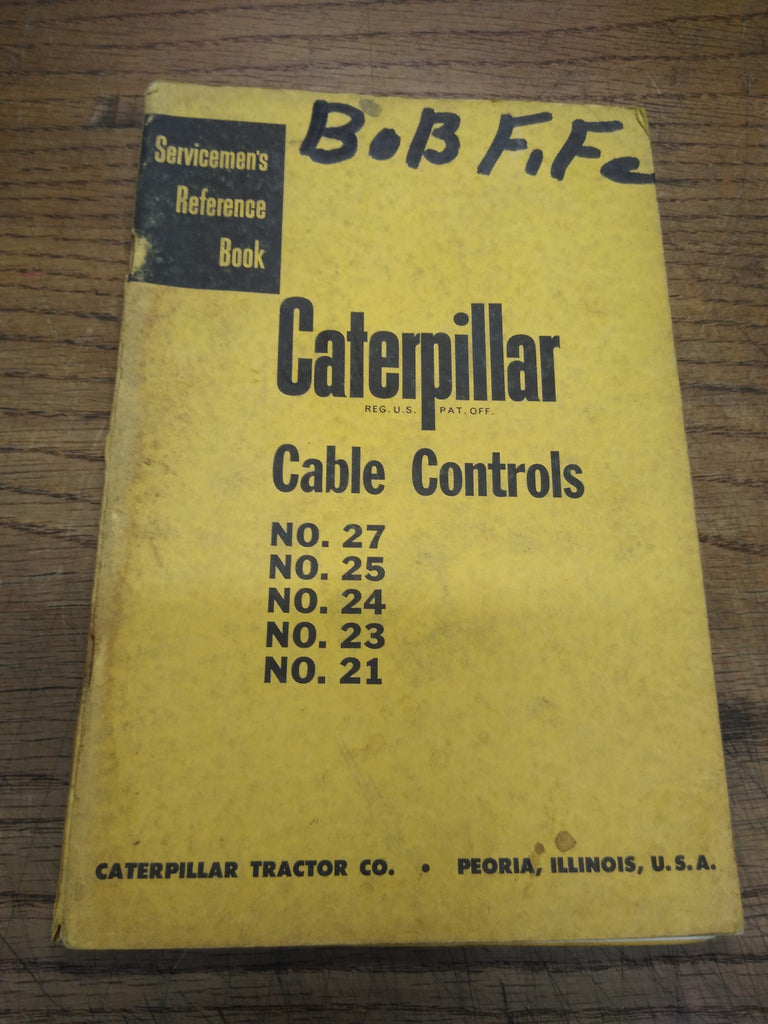 BoB FiFe
Servicemen's
Reference
Book
Caterpillar
REG. U.S. PAT. OFF.
Cable Controls
NO. 27
NO. 25
NO. 24
NO. 23
NO. 21
CATERPILLAR TRACTOR CO. • PEORIA, ILLINOIS, U.S.A.